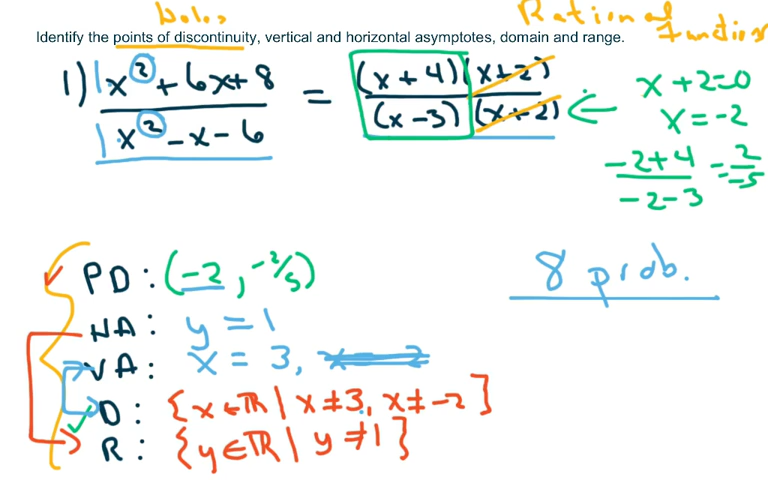 Holes Rational Functions
Identify the points of discontinuity, vertical and horizontal asymptotes, domain and range.
1) 1x² + 6x + 8 / 1x² - x - 6 = (x + 4)(x + 2) / (x - 3)(x + 2) ⇐ x + 2 = 0
x = -2
-2 + 4 / -2 - 3 = 2 / -5
8 prob.
PD : (-2, -2/5)
HA : y = 1
VA : x = 3, x = -2
D : {x ∈ ℝ | x ≠ 3, x ≠ -2}
R : {y ∈ ℝ | y ≠ 1}